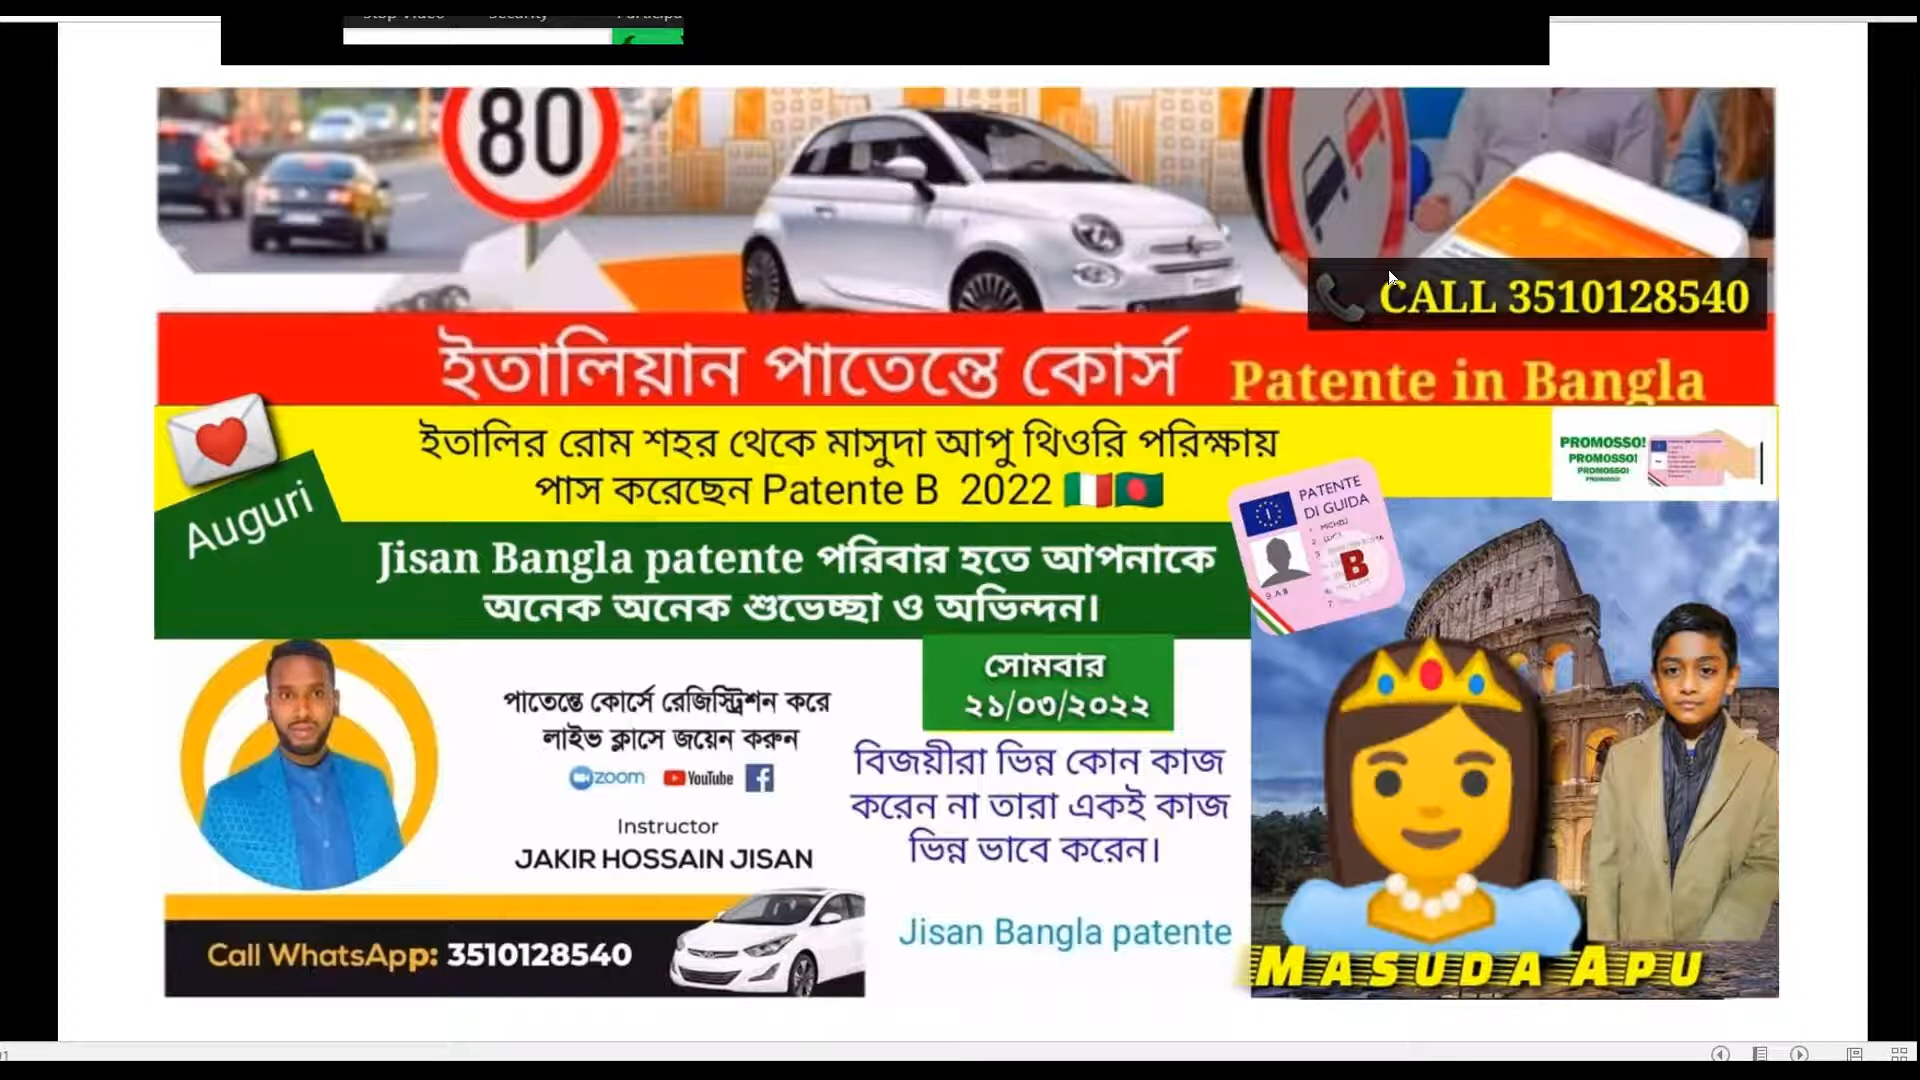 80
CALL 3510128540
ইতালিয়ান পাতেন্তে কোর্স
Patente in Bangla
ইতালির রোম শহর থেকে মাসুদা আপু থিওরি পরিক্ষায়
পাস করেছেন Patente B 2022
PROMOSSO!
PROMOSSO!
PROMOSSO!
PROMOSSO!
Auguri
PATENTE
DI GUIDA
B
Jisan Bangla patente পরিবার হতে আপনাকে
অনেক অনেক শুভেচ্ছা ও অভিন্দন।
সোমবার
২১/০৩/২০২২
পাতেন্তে কোর্সে রেজিস্ট্রিশন করে
লাইভ ক্লাসে জয়েন করুন
zoom YouTube
Instructor
JAKIR HOSSAIN JISAN
Call WhatsApp: 3510128540
বিজয়ীরা ভিন্ন কোন কাজ
করেন না তারা একই কাজ
ভিন্ন ভাবে করেন।
Jisan Bangla patente
MASUDA APU